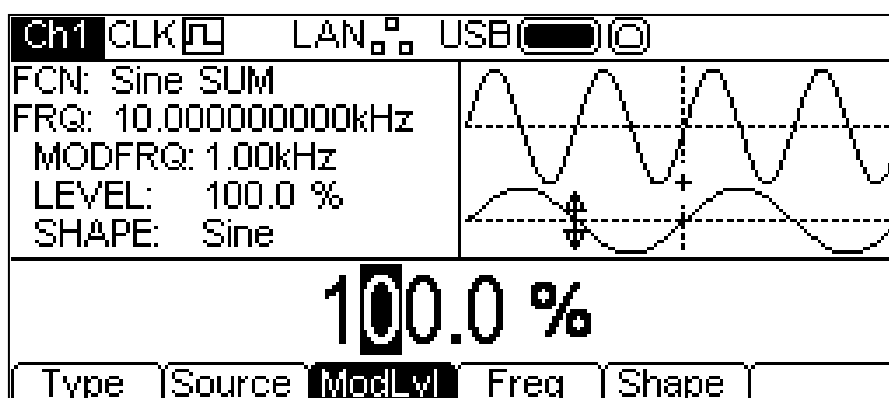 Ch1 CLK LAN USB
FCN: Sine SUM
FRQ: 10.000000000kHz
MODFRQ: 1.00kHz
LEVEL: 100.0 %
SHAPE: Sine
100.0 %
Type Source ModLvl Freq Shape